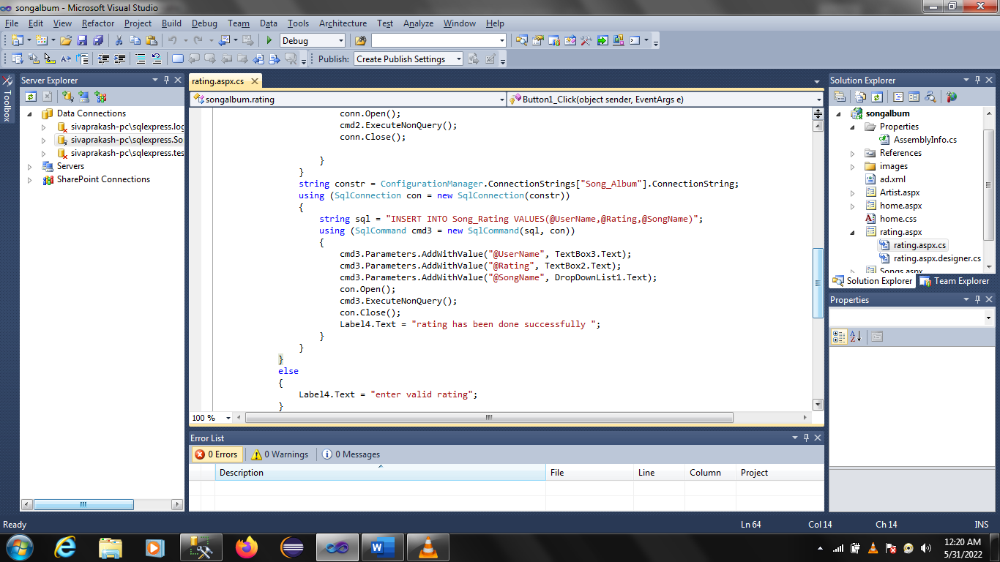 songalbum - Microsoft Visual Studio
File Edit View Refactor Project Build Debug Team Data Tools Architecture Test Analyze Window Help
Debug
Publish: Create Publish Settings
Toolbox
Server Explorer
Data Connections
sivaprakash-pc\sqlexpress.log
sivaprakash-pc\sqlexpress.So
sivaprakash-pc\sqlexpress.tes
Servers
SharePoint Connections
rating.aspx.cs
songalbum.rating
Button1_Click(object sender, EventArgs e)
conn.Open();
cmd2.ExecuteNonQuery();
conn.Close();
}
}
string constr = ConfigurationManager.ConnectionStrings["Song_Album"].ConnectionString;
using (SqlConnection con = new SqlConnection(constr))
{
string sql = "INSERT INTO Song_Rating VALUES(@UserName,@Rating,@SongName)";
using (SqlCommand cmd3 = new SqlCommand(sql, con))
{
cmd3.Parameters.AddWithValue("@UserName", TextBox3.Text);
cmd3.Parameters.AddWithValue("@Rating", TextBox2.Text);
cmd3.Parameters.AddWithValue("@SongName", DropDownList1.Text);
con.Open();
cmd3.ExecuteNonQuery();
con.Close();
Label4.Text = "rating has been done successfully ";
}
}
}
else
{
Label4.Text = "enter valid rating";
}
100 %
Error List
0 Errors 0 Warnings 0 Messages
Description File Line Column Project
Solution Explorer
songalbum
Properties
AssemblyInfo.cs
References
images
ad.xml
Artist.aspx
home.aspx
home.css
rating.aspx
rating.aspx.cs
rating.aspx.designer.cs
Songs.aspx
Solution Explorer Team Explorer
Properties
Ready Ln 64 Col 14 Ch 14 INS
12:20 AM
5/31/2022